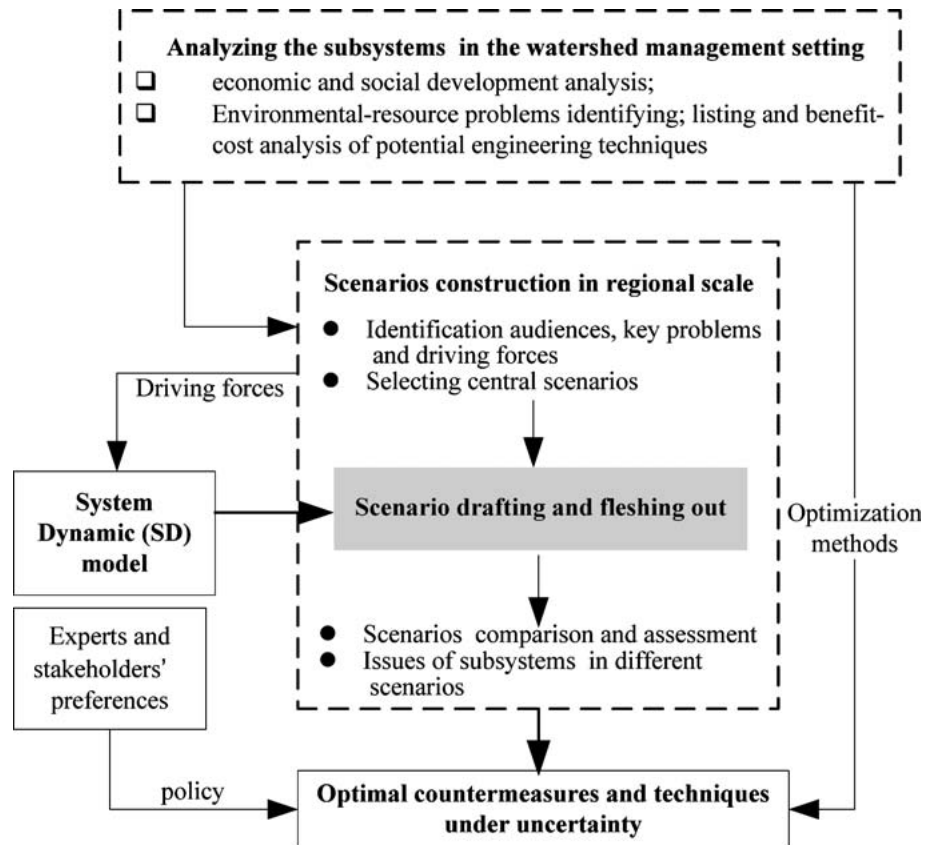 Analyzing the subsystems in the watershed management setting
❑ economic and social development analysis;
❑ Environmental-resource problems identifying; listing and benefit-
cost analysis of potential engineering techniques
Scenarios construction in regional scale
● Identification audiences, key problems
and driving forces
● Selecting central scenarios
Driving forces
System
Dynamic (SD)
model
Scenario drafting and fleshing out
Optimization
methods
● Scenarios comparison and assessment
● Issues of subsystems in different
scenarios
Experts and
stakeholders'
preferences
policy
Optimal countermeasures and techniques
under uncertainty